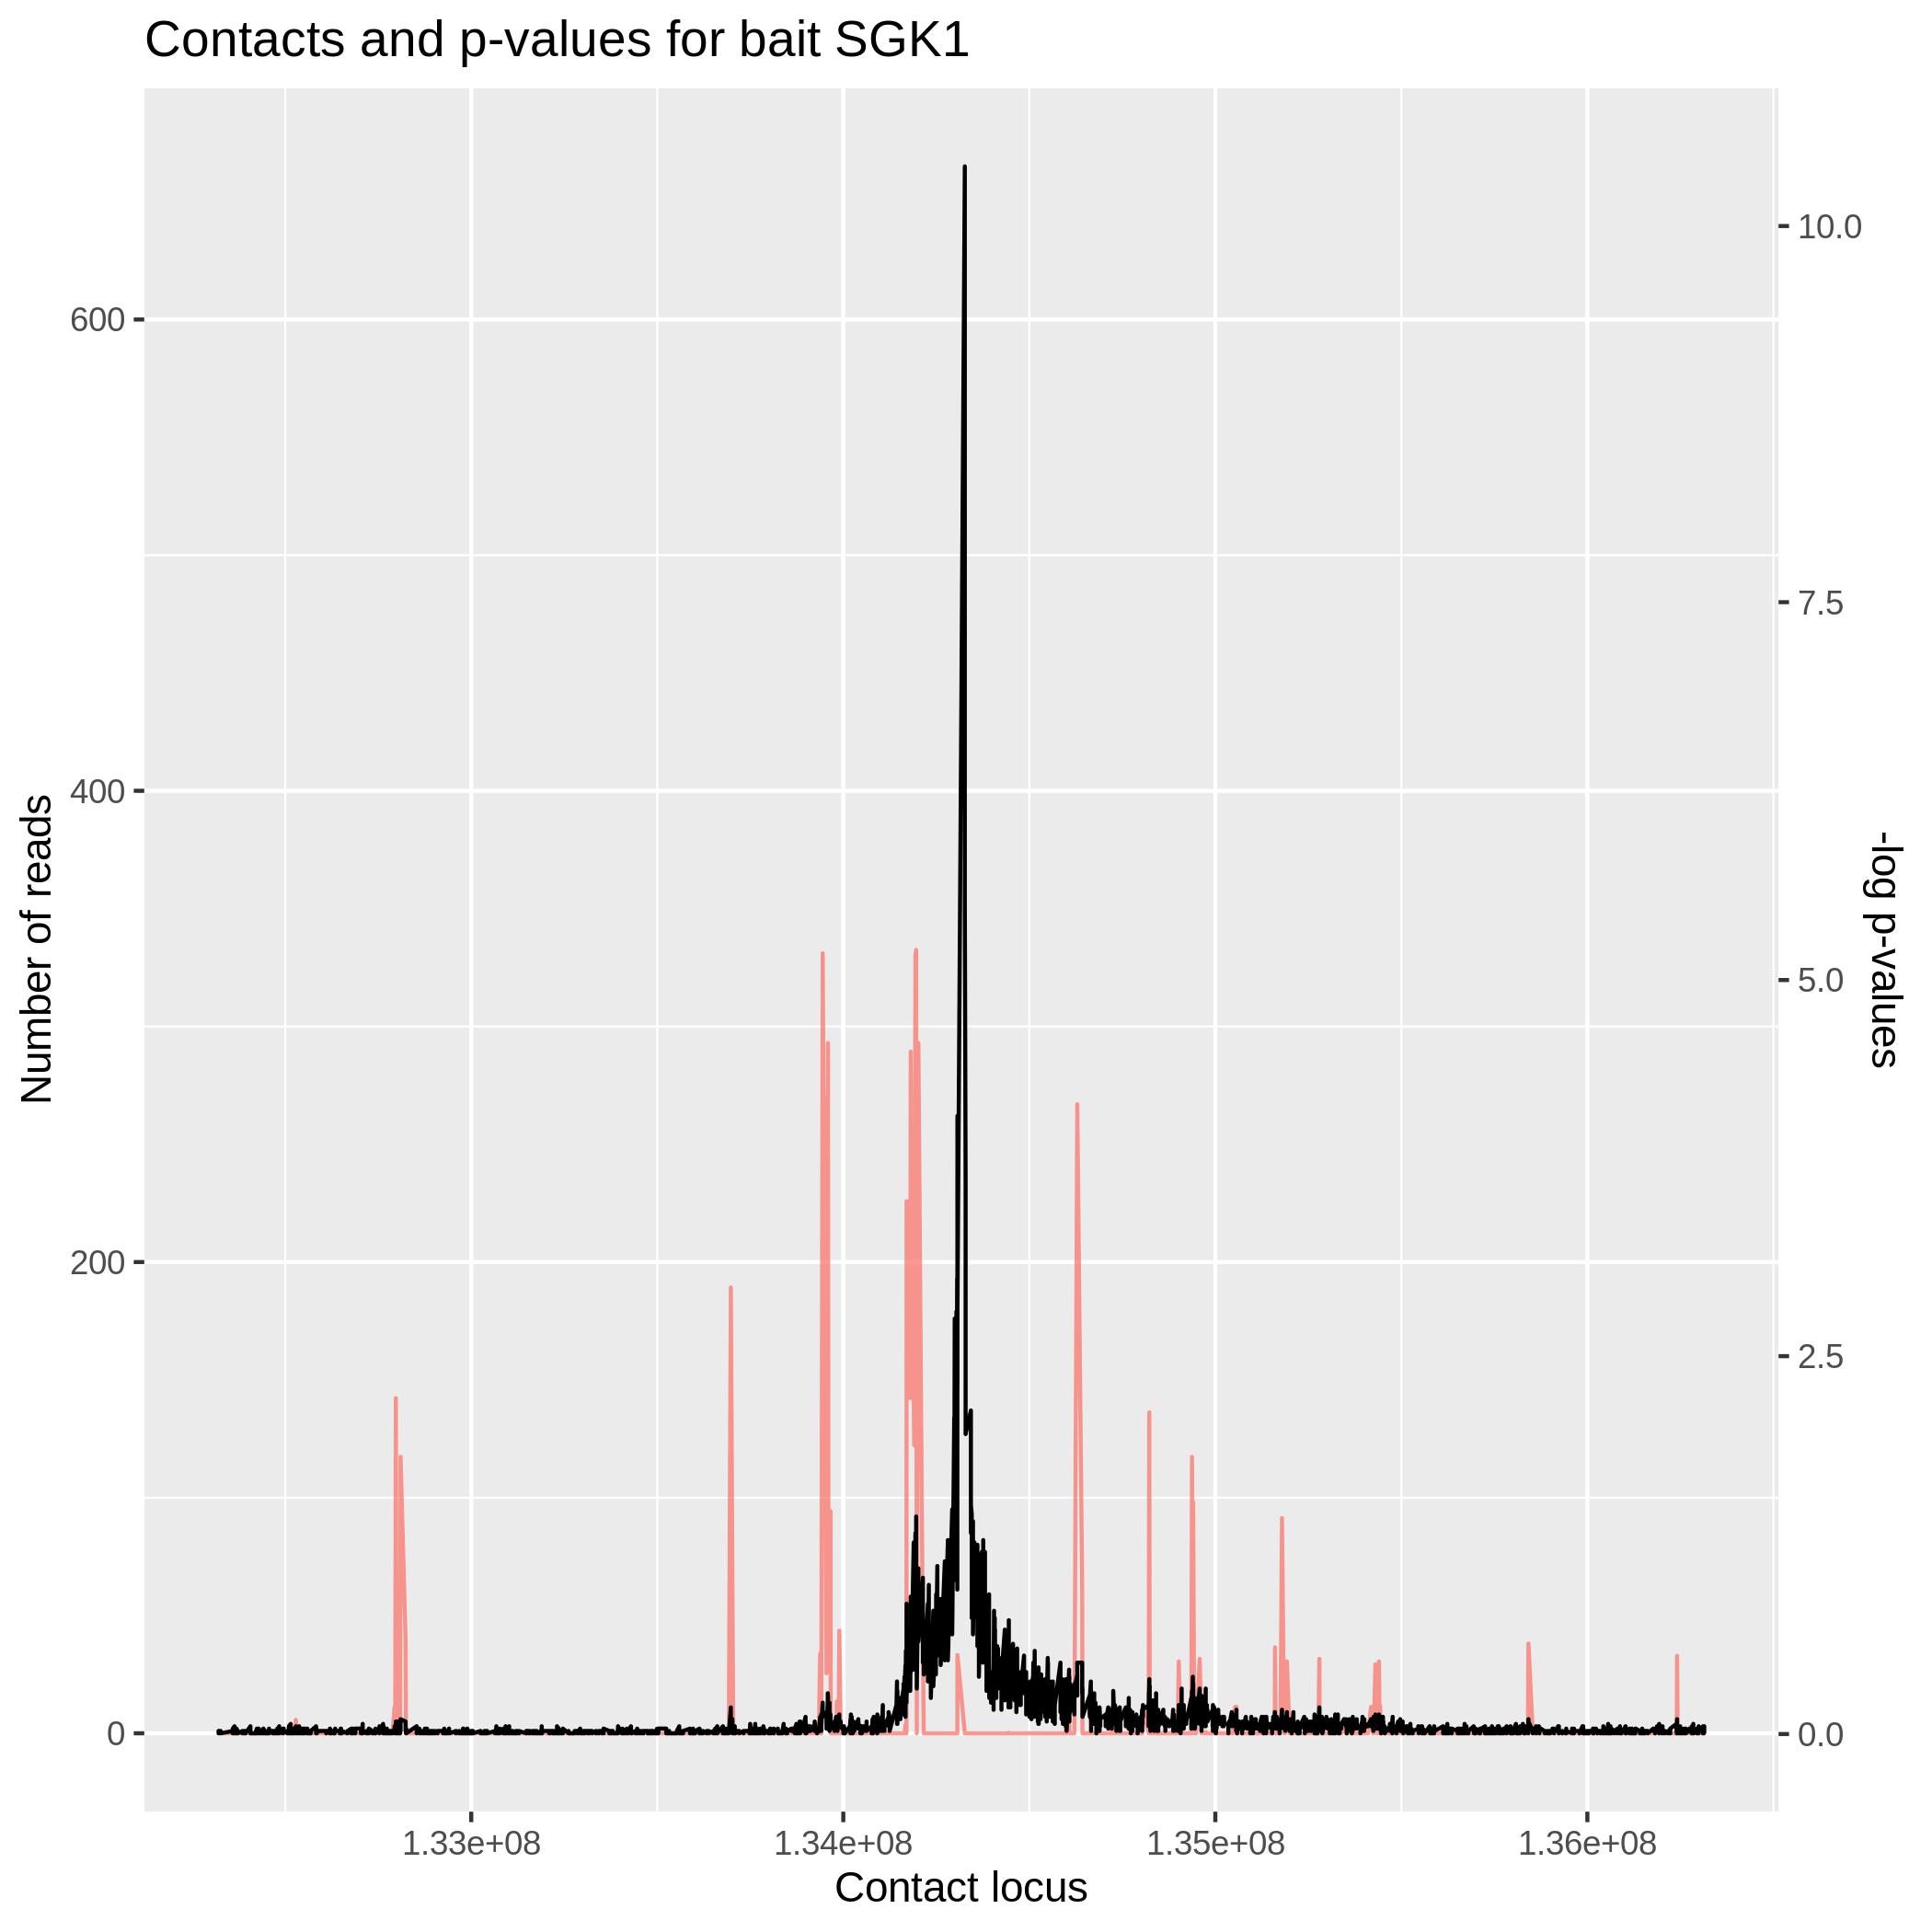 Contacts and p-values for bait SGK1
600
400
200
0
10.0
7.5
5.0
2.5
0.0
Number of reads
-log p-values
1.33e+08
1.34e+08
1.35e+08
1.36e+08
Contact locus